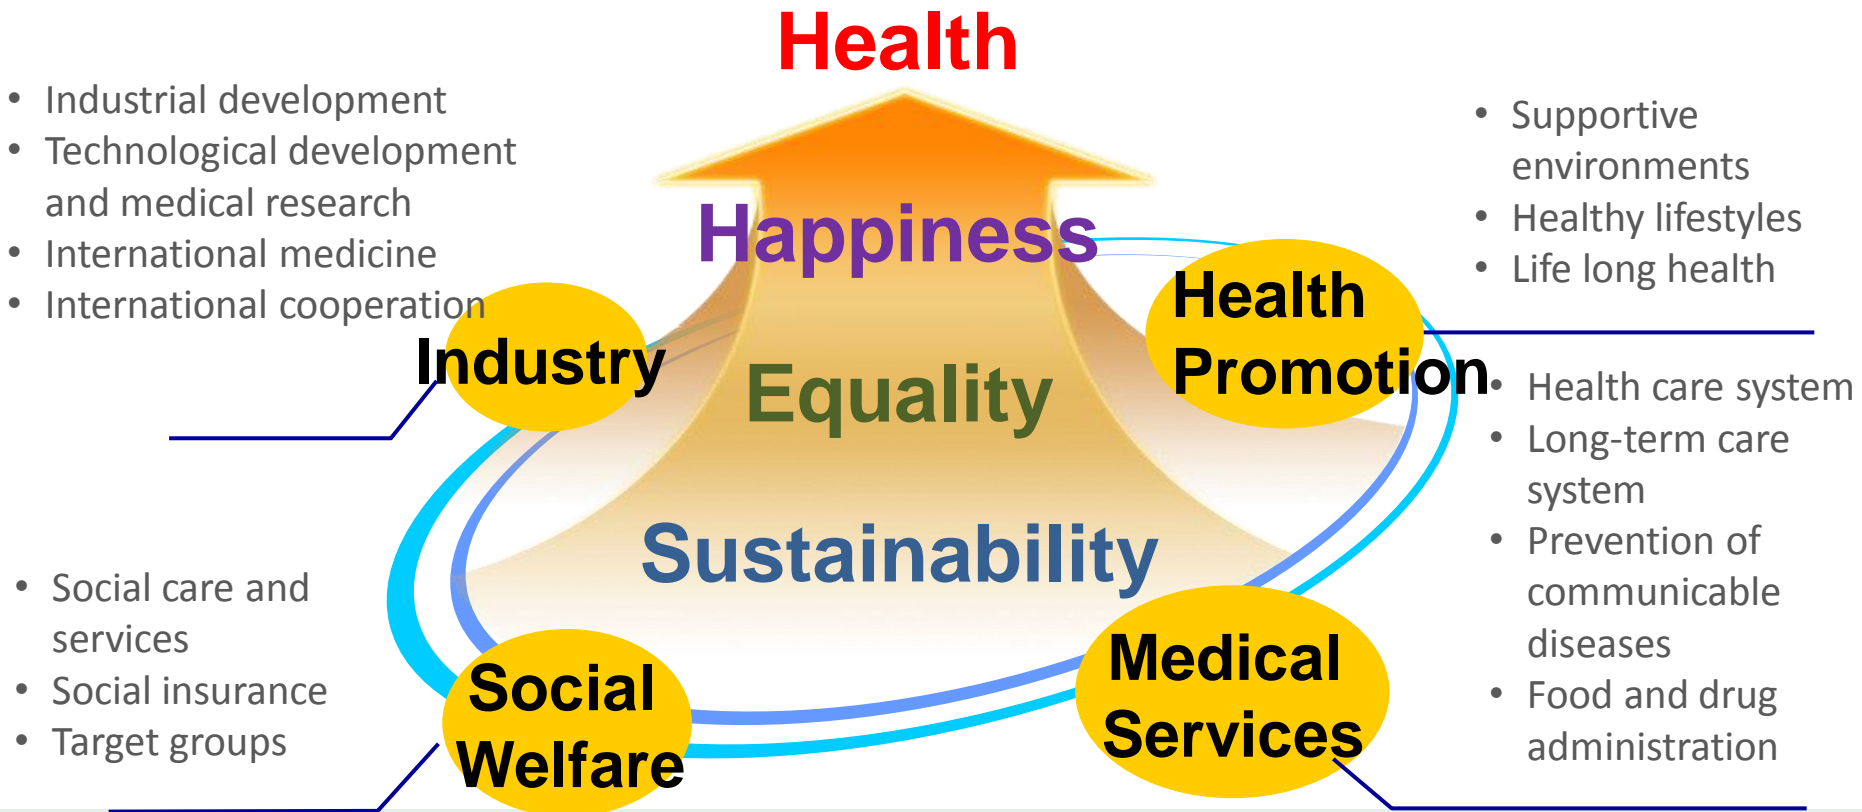 Health
• Industrial development
• Technological development
and medical research
• International medicine
• International cooperation
• Supportive
environments
• Healthy lifestyles
• Life long health
Happiness
Equality
Sustainability
Industry
Health
Promotion
• Health care system
• Long-term care
system
• Prevention of
communicable
diseases
• Food and drug
administration
• Social care and
services
• Social insurance
• Target groups
Social
Welfare
Medical
Services